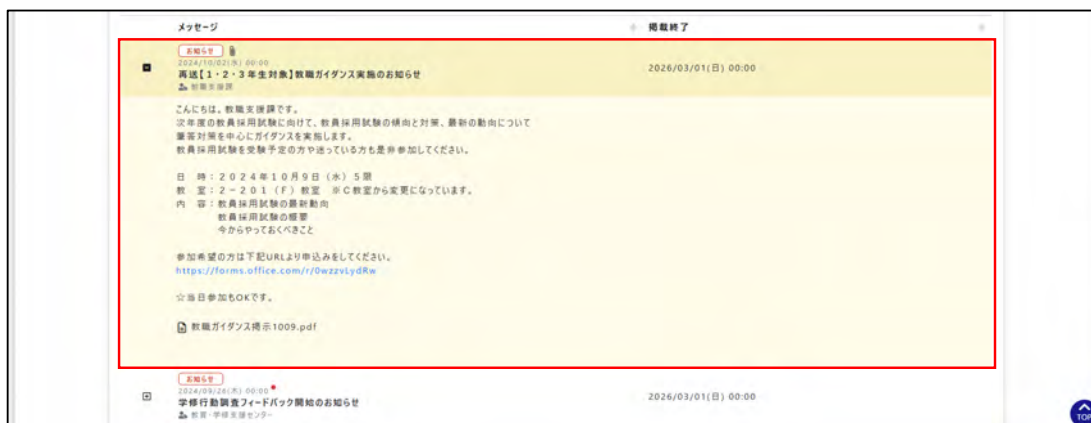 メッセージ 掲載終了
お知らせ
2024/10/02(水) 00:00
再送【1・2・3年生対象】教職ガイダンス実施のお知らせ 2026/03/01(日) 00:00
教職支援課
こんにちは。教職支援課です。
次年度の教員採用試験に向けて、教員採用試験の傾向と対策、最新の動向について
筆答対策を中心にガイダンスを実施します。
教員採用試験を受験予定の方や迷っている方も是非参加してください。
日　時：２０２４年１０月９日（水）５限
教　室：２－２０１（Ｆ）教室　※Ｃ教室から変更になっています。
内　容：教員採用試験の最新動向
教員採用試験の概要
今からやっておくべきこと
参加希望の方は下記URLより申込みをしてください。
https://forms.office.com/r/0wzzvLydRw
☆当日参加もOKです。
教職ガイダンス掲示1009.pdf
お知らせ
2024/09/26(木) 00:00
学修行動調査フィードバック開始のお知らせ 2026/03/01(日) 00:00
教育・学修支援センター
TOP